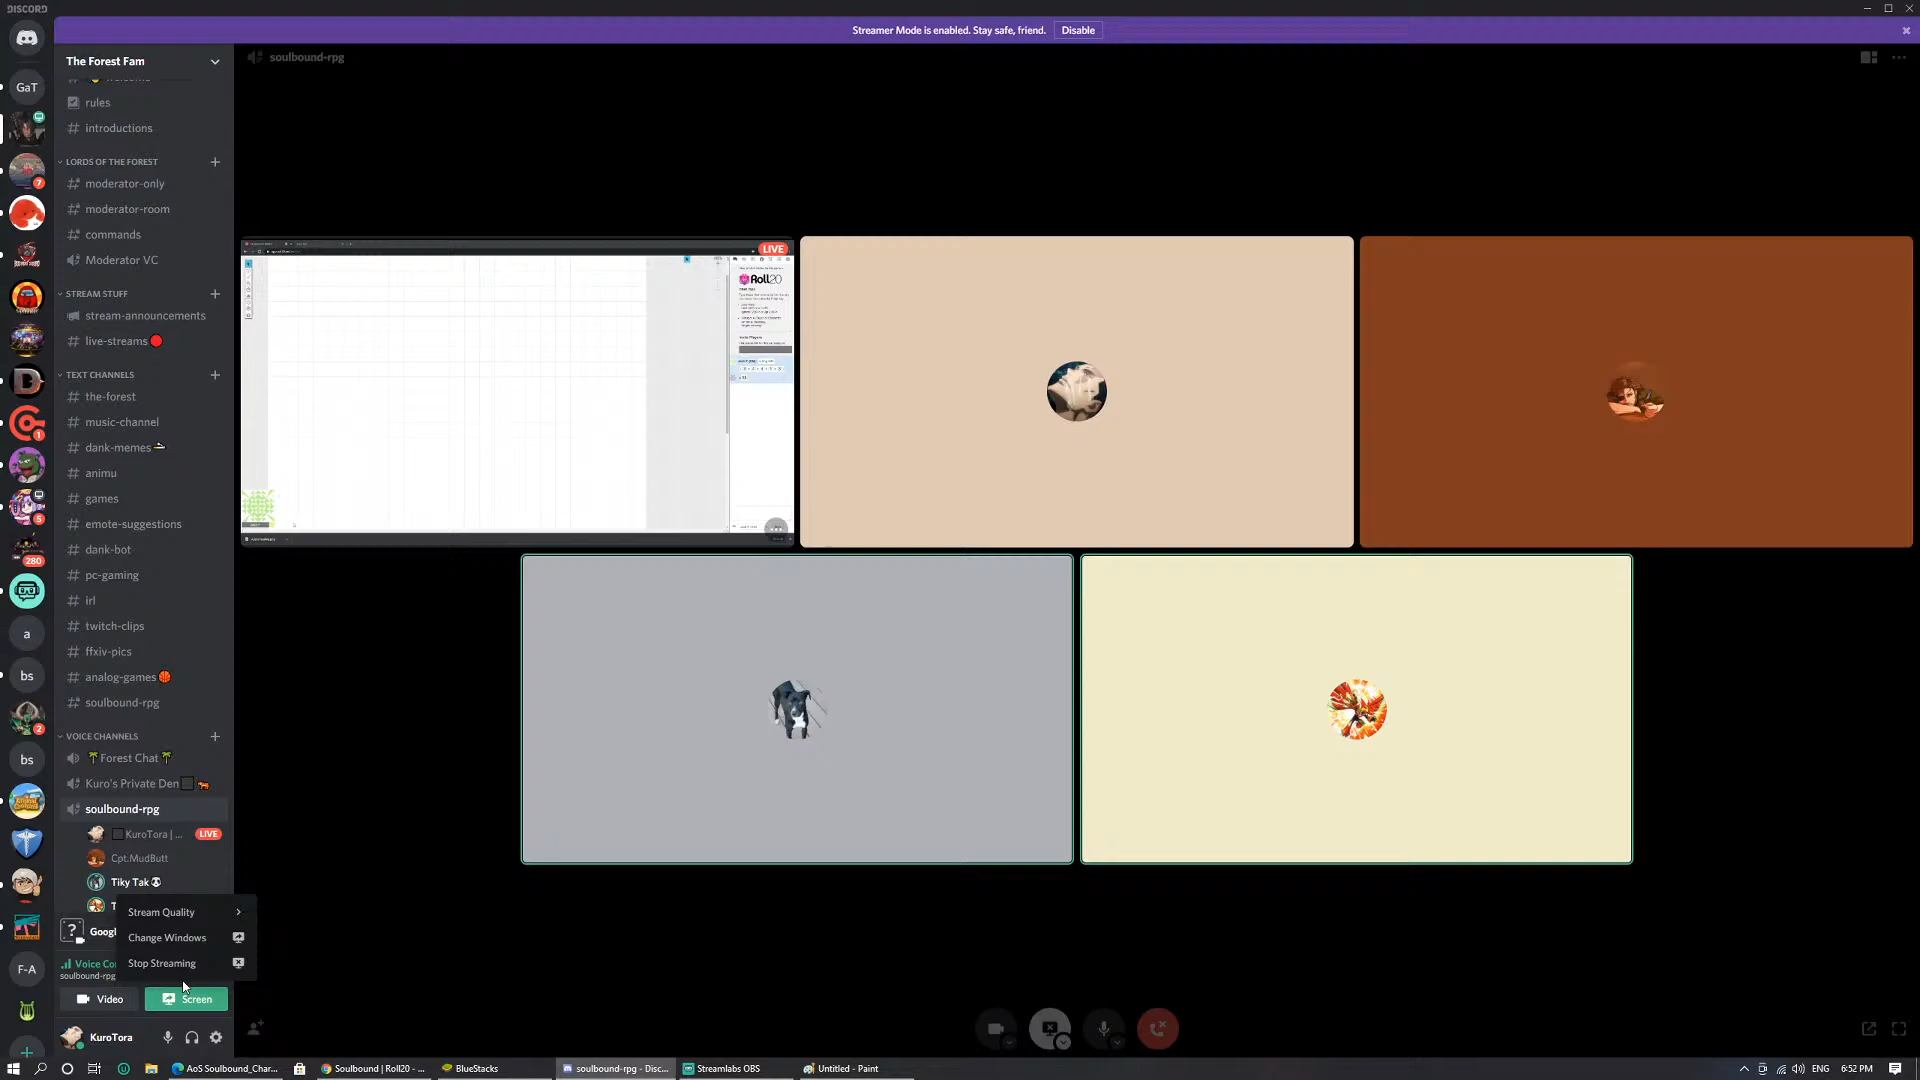 DISCORD
Streamer Mode is enabled. Stay safe, friend.
Disable
The Forest Fam
soulbound-rpg
GaT
rules
introductions
LORDS OF THE FOREST
moderator-only
moderator-room
commands
Moderator VC
STREAM STUFF
stream-announcements
live-streams
TEXT CHANNELS
the-forest
music-channel
dank-memes
animu
games
emote-suggestions
dank-bot
pc-gaming
irl
twitch-clips
ffxiv-pics
analog-games
soulbound-rpg
VOICE CHANNELS
Forest Chat
Kuro's Private Den
soulbound-rpg
KuroTora | ...
LIVE
Cpt.MudButt
Tiky Tak
T
Googl
Stream Quality
Change Windows
Stop Streaming
Voice Co
soulbound-rpg
Video
Screen
KuroTora
7
1
5
280
a
bs
2
bs
F-A
LIVE
Roll20
AoS Soulbound_Char...
Soulbound | Roll20 - ...
BlueStacks
soulbound-rpg - Disc...
Streamlabs OBS
Untitled - Paint
ENG
6:52 PM